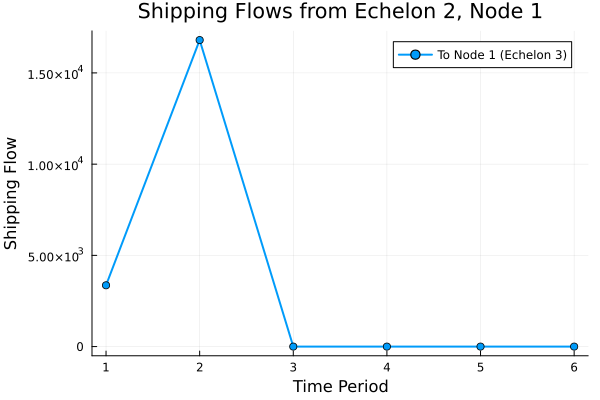 Shipping Flows from Echelon 2, Node 1
To Node 1 (Echelon 3)
1.50×10⁴
1.00×10⁴
5.00×10³
0
Shipping Flow
1 2 3 4 5 6
Time Period